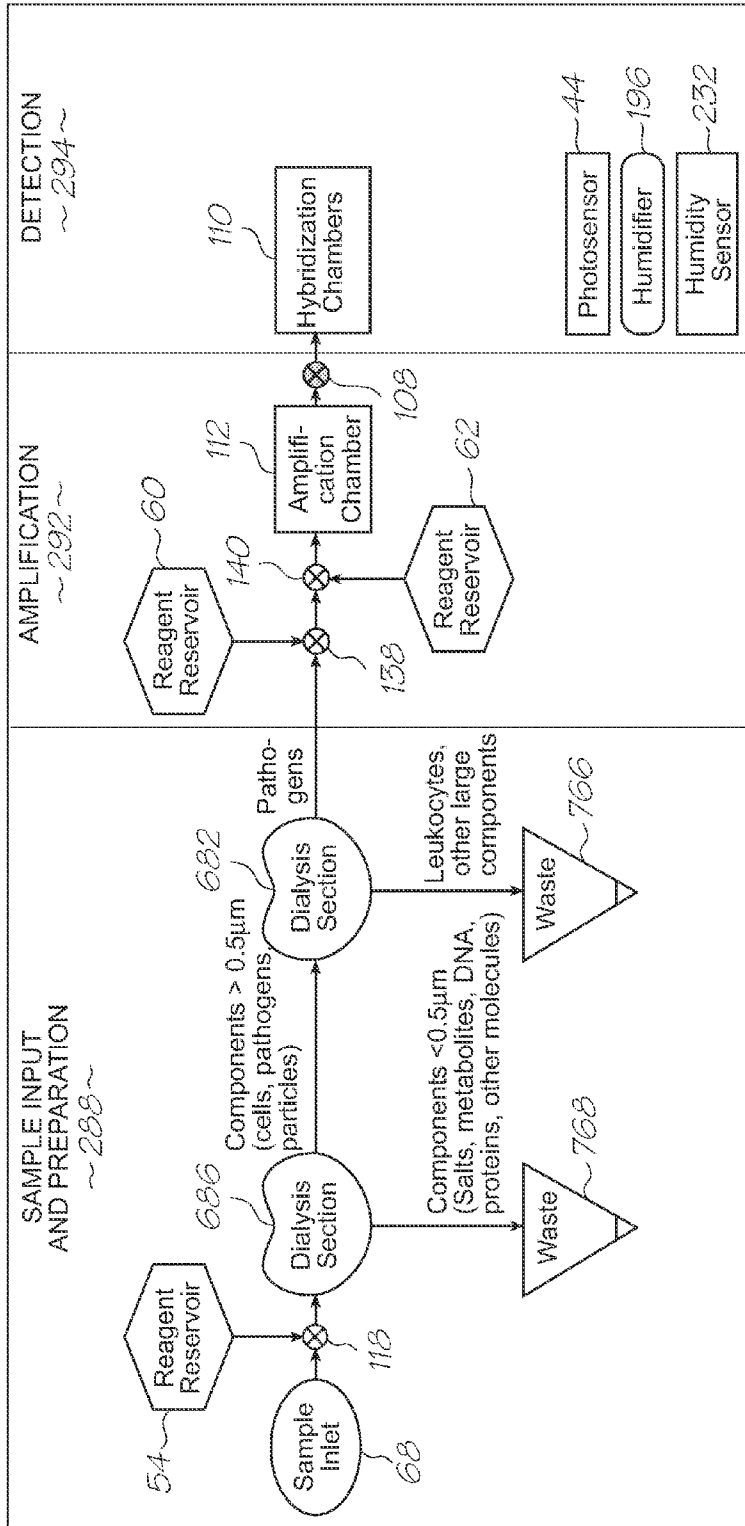 SAMPLE INPUT
AND PREPARATION
~288~
54
Reagent
Reservoir
Sample
Inlet
68
118
686
Dialysis
Section
Components > 0.5µm
(cells, pathogens,
particles)
682
Dialysis
Section
Patho-
gens
Components <0.5µm
(Salts, metabolites, DNA,
proteins, other molecules)
Waste
768
Leukocytes,
other large
components
Waste
766
AMPLIFICATION
~292~
60
Reagent
Reservoir
138
140
112
Amplifi-
cation
Chamber
108
62
Reagent
Reservoir
DETECTION
~294~
110
Hybridization
Chambers
Photosensor
44
Humidifier
196
Humidity
Sensor
232